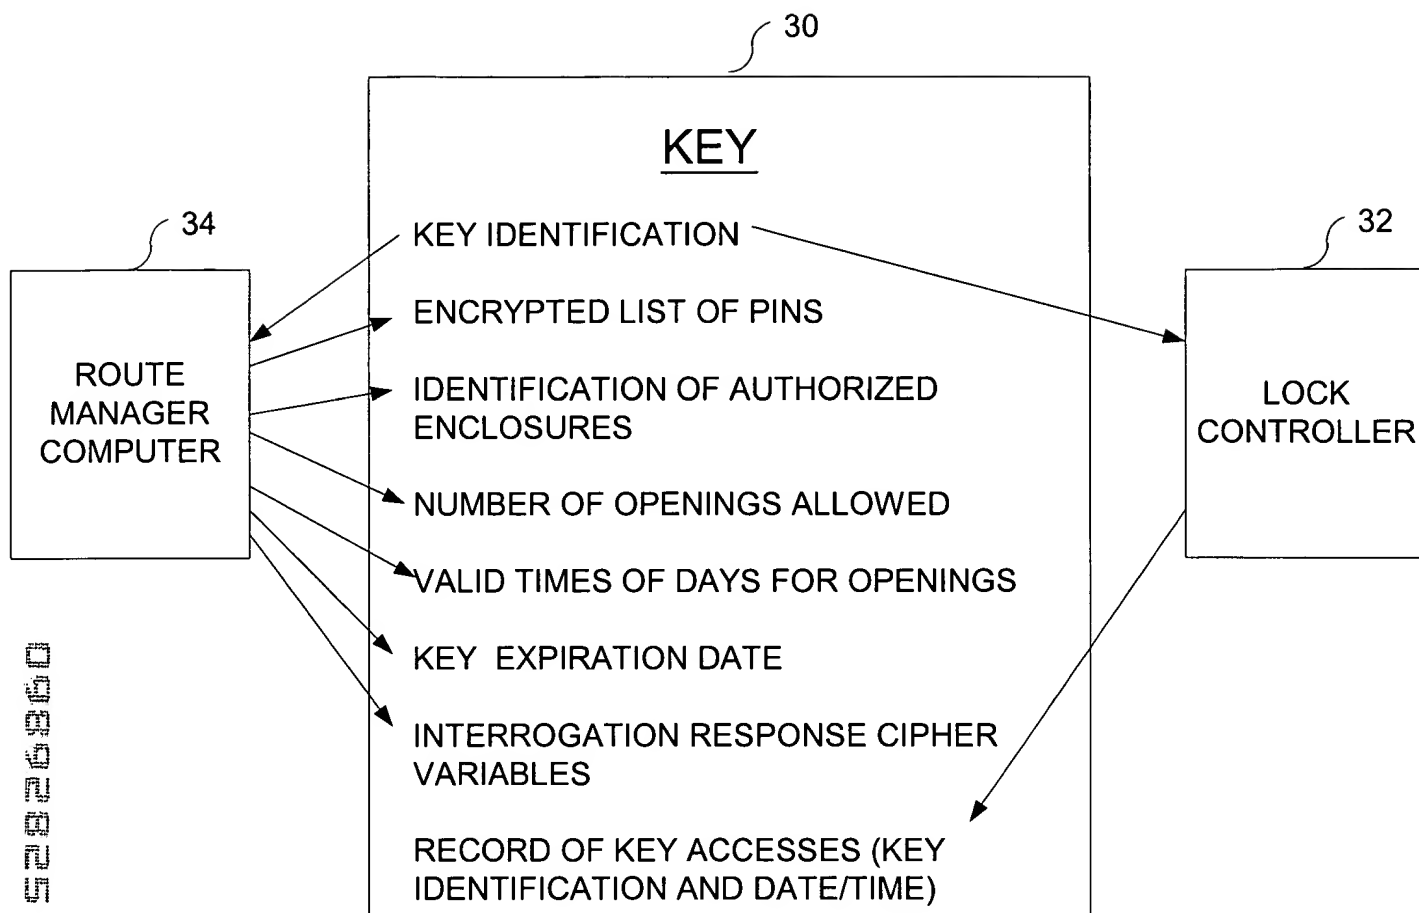 30
KEY
34
KEY IDENTIFICATION
32
ENCRYPTED LIST OF PINS
ROUTE
MANAGER
COMPUTER
IDENTIFICATION OF AUTHORIZED
ENCLOSURES
LOCK
CONTROLLER
NUMBER OF OPENINGS ALLOWED
VALID TIMES OF DAYS FOR OPENINGS
KEY EXPIRATION DATE
INTERROGATION RESPONSE CIPHER
VARIABLES
RECORD OF KEY ACCESSES (KEY
IDENTIFICATION AND DATE/TIME)